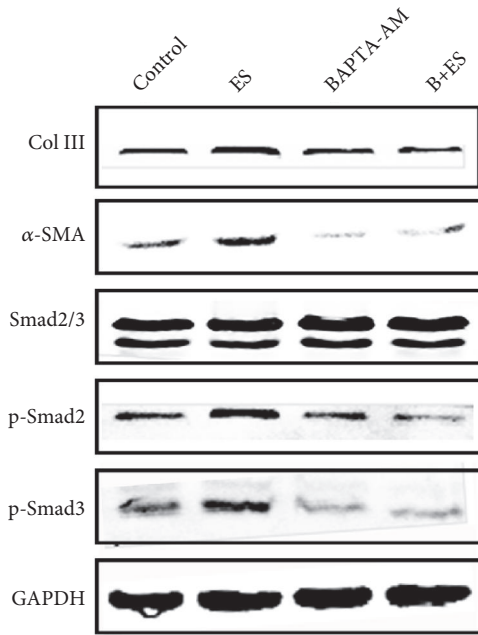 Control ES BAPTA-AM B+ES
Col III
α-SMA
Smad2/3
p-Smad2
p-Smad3
GAPDH